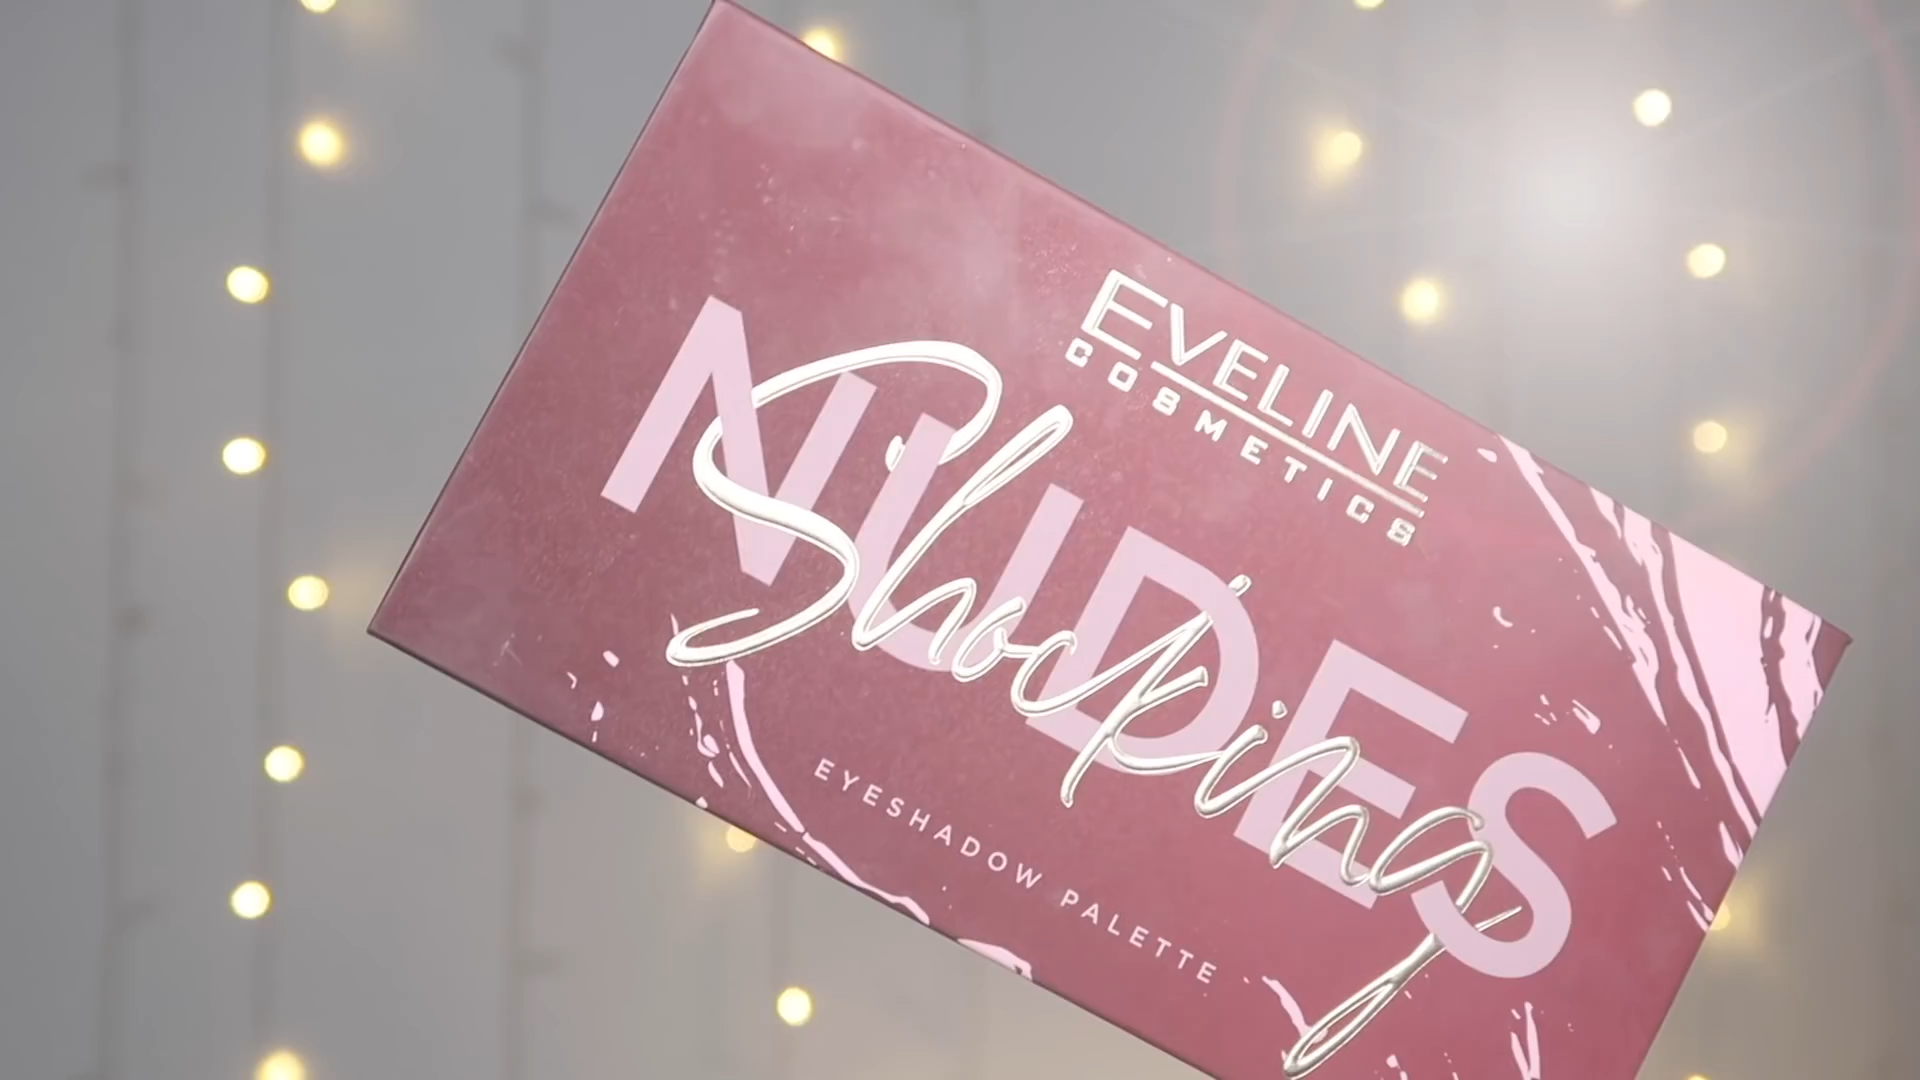 EVELINE
COSMETICS
NUDES
Shocking
EYESHADOW PALETTE